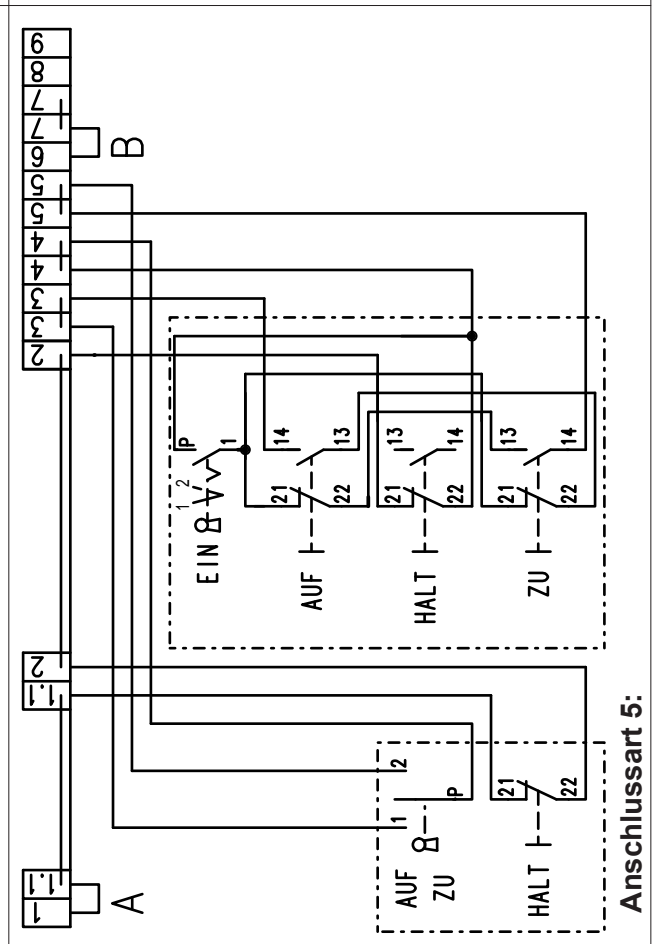 1 1.1 1.1 2 2 3 3 4 4 5 5 6 7 7 8 9
A B
EIN 1 2 P 1
AUF 21 22 14 13
HALT 21 22 13 14
ZU 21 22 13 14
AUF
ZU
1 P 2
HALT 21 22
Anschlussart 5: